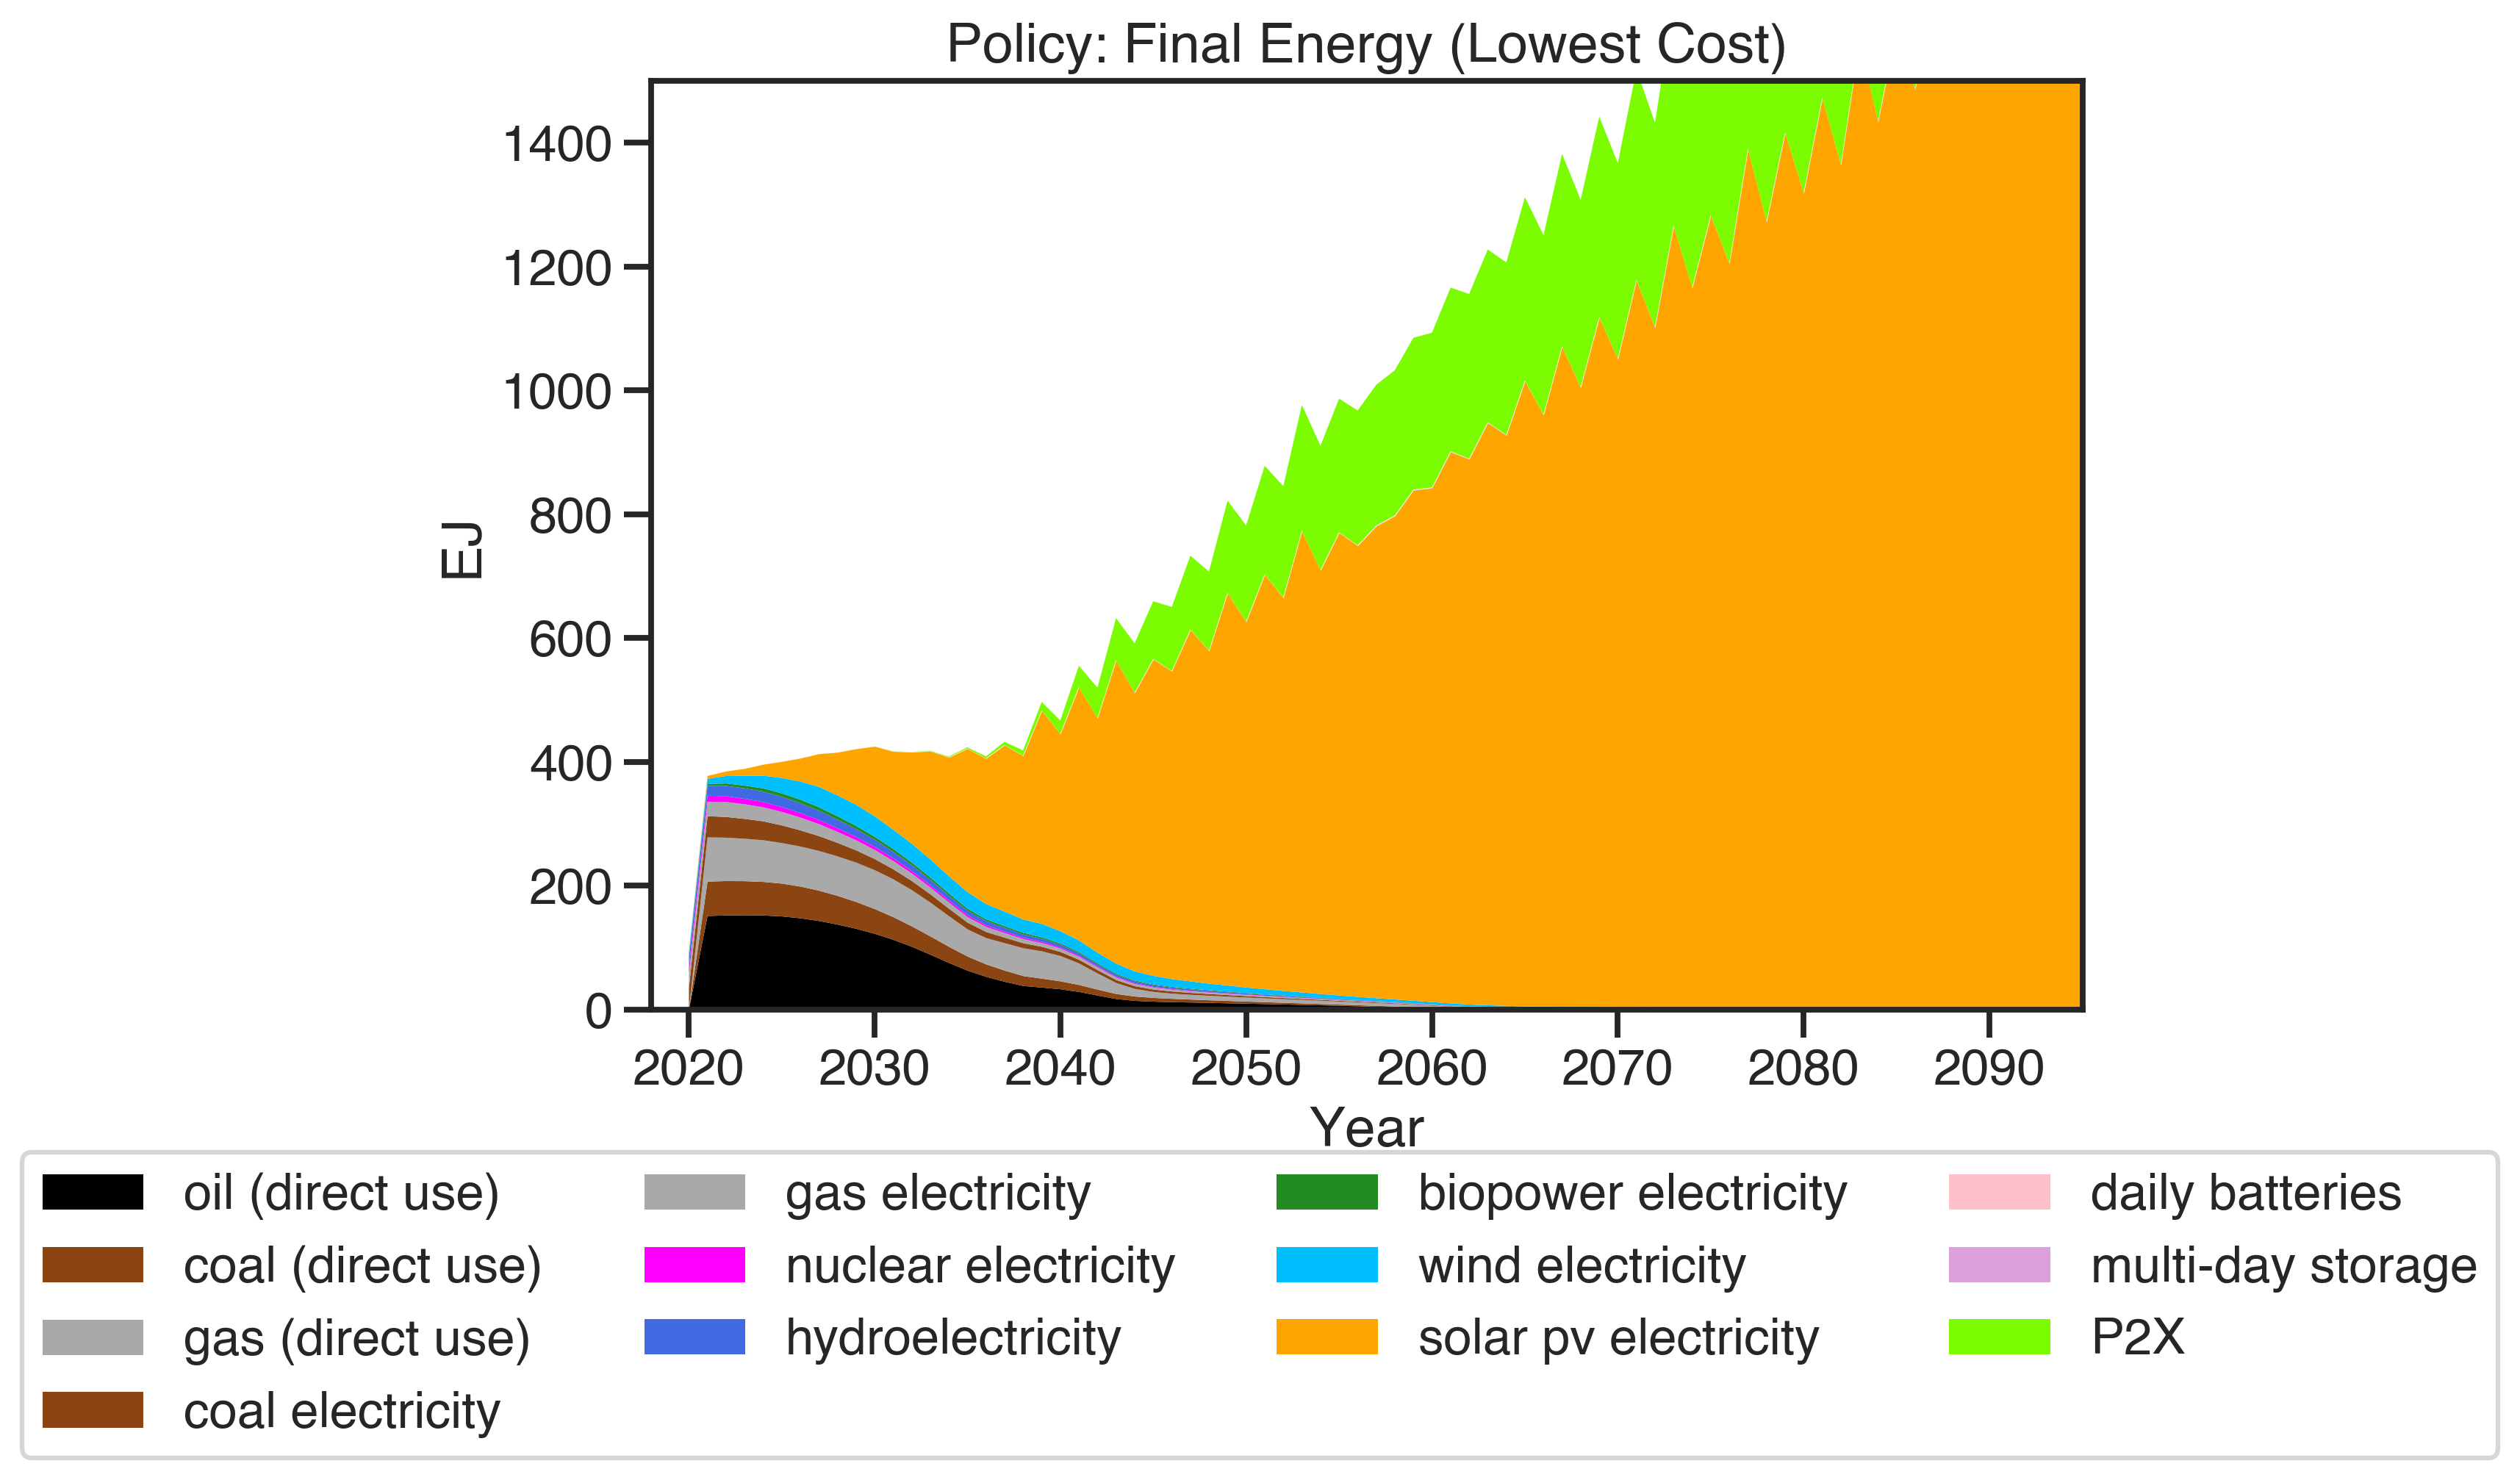 Policy: Final Energy (Lowest Cost)
1400
1200
1000
800
600
400
200
0
EJ
2020 2030 2040 2050 2060 2070 2080 2090
Year
oil (direct use)
coal (direct use)
gas (direct use)
coal electricity
gas electricity
nuclear electricity
hydroelectricity
biopower electricity
wind electricity
solar pv electricity
daily batteries
multi-day storage
P2X